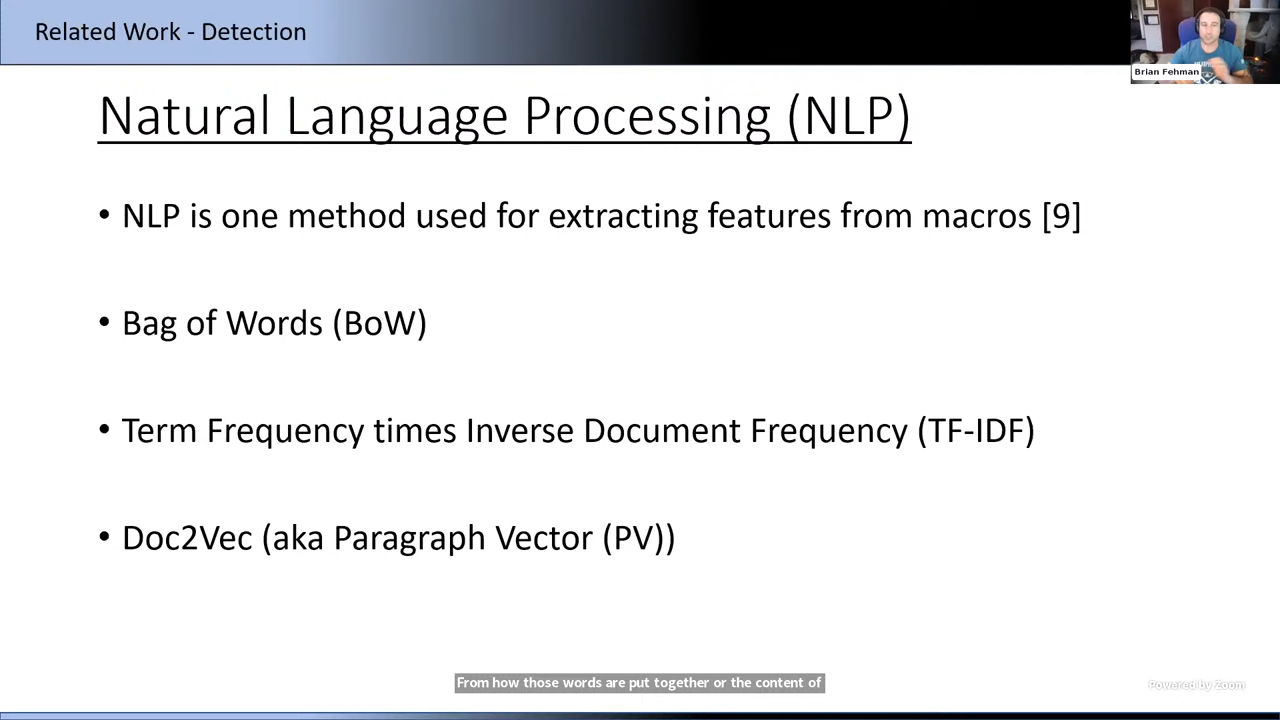 Related Work - Detection
Brian Fehman
Natural Language Processing (NLP)
• NLP is one method used for extracting features from macros [9]
• Bag of Words (BoW)
• Term Frequency times Inverse Document Frequency (TF-IDF)
• Doc2Vec (aka Paragraph Vector (PV))
From how those words are put together or the content of
Powered by Zoom